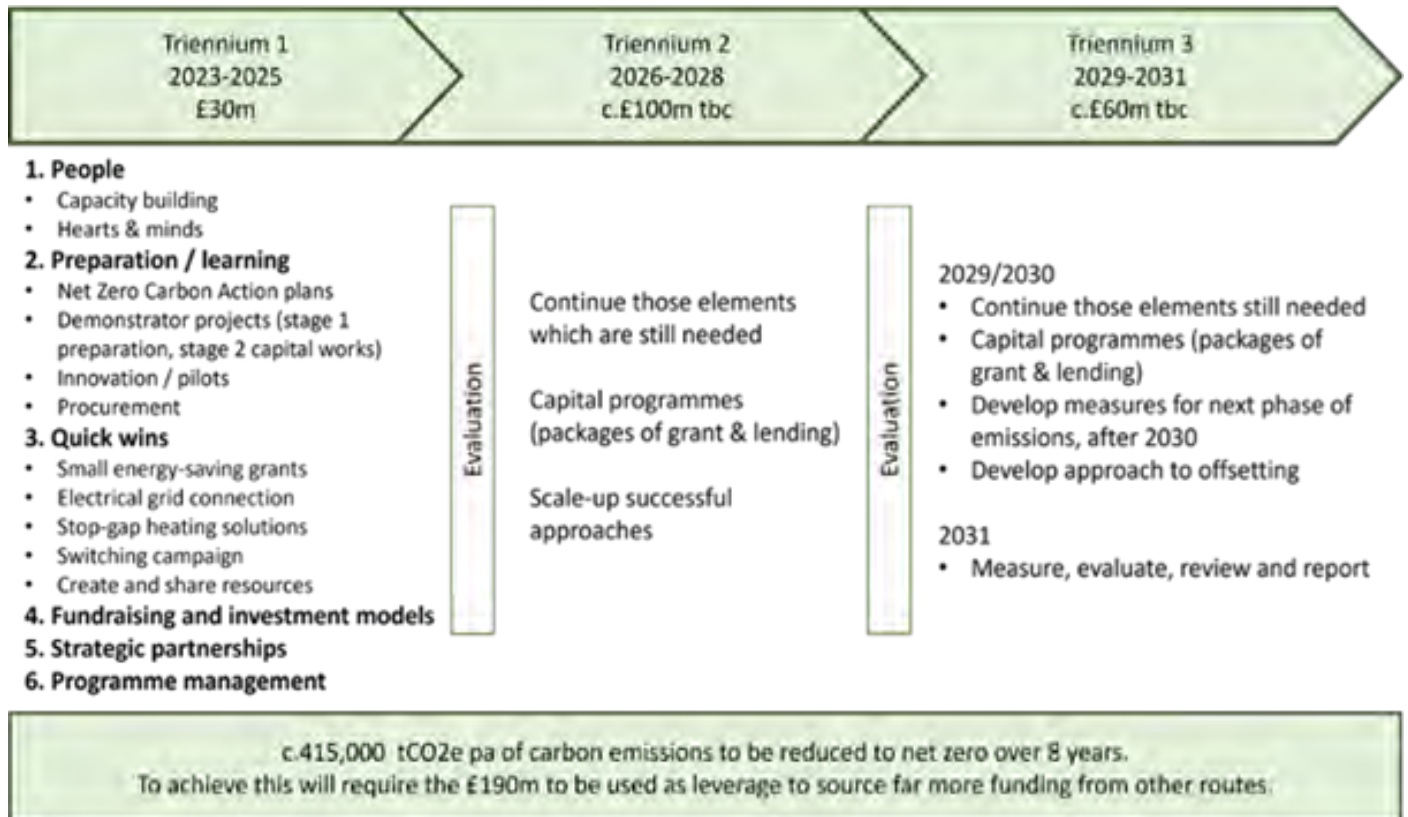 Triennium 1
2023-2025
£30m
Triennium 2
2026-2028
c.£100m tbc
Triennium 3
2029-2031
c.£60m tbc
1. People
• Capacity building
• Hearts & minds
2. Preparation / learning
• Net Zero Carbon Action plans
• Demonstrator projects (stage 1
preparation, stage 2 capital works)
• Innovation / pilots
• Procurement
3. Quick wins
• Small energy-saving grants
• Electrical grid connection
• Stop-gap heating solutions
• Switching campaign
• Create and share resources
4. Fundraising and investment models
5. Strategic partnerships
6. Programme management
Evaluation
Continue those elements
which are still needed
Capital programmes
(packages of grant & lending)
Scale-up successful
approaches
Evaluation
2029/2030
• Continue those elements still needed
• Capital programmes (packages of
grant & lending)
• Develop measures for next phase of
emissions, after 2030
• Develop approach to offsetting
2031
• Measure, evaluate, review and report
c.415,000 tCO2e pa of carbon emissions to be reduced to net zero over 8 years.
To achieve this will require the £190m to be used as leverage to source far more funding from other routes.